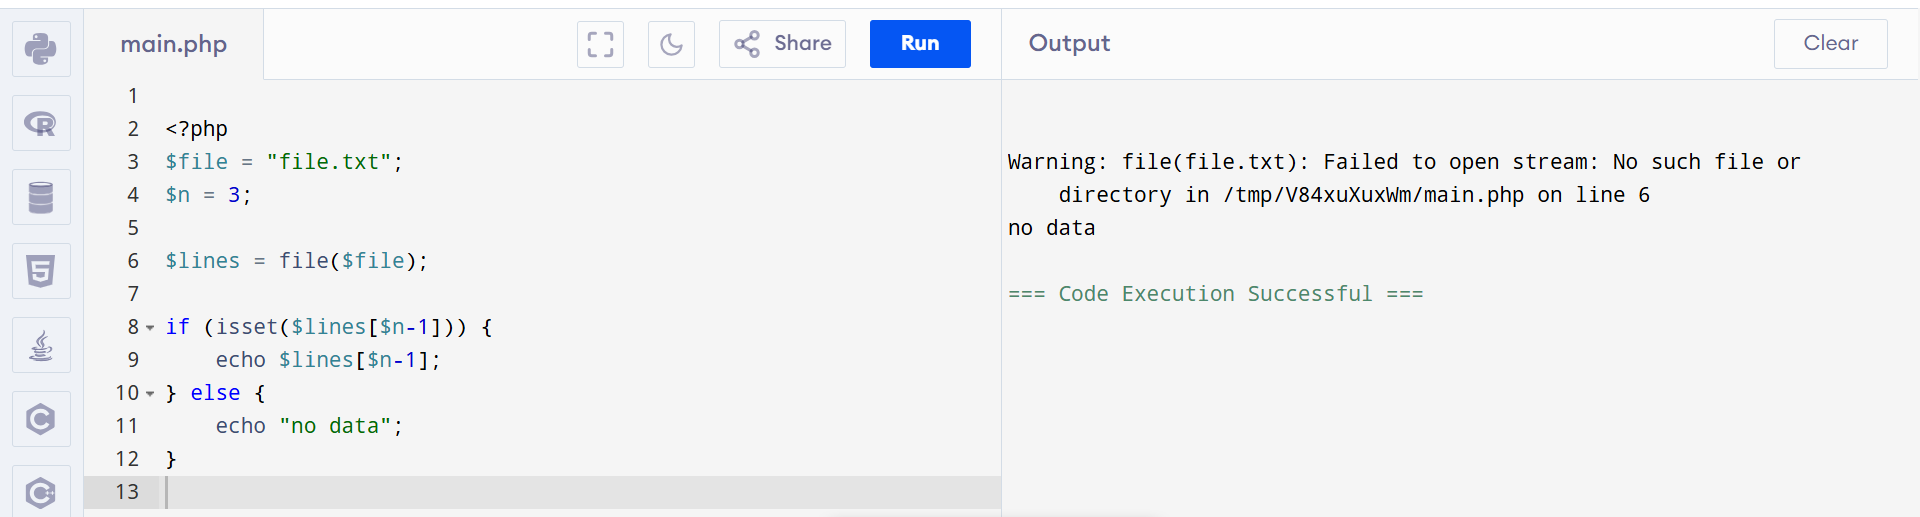 main.php
Share
Run
Output
Clear
1
2 <?php
3 $file = "file.txt";
4 $n = 3;
5
6 $lines = file($file);
7
8 if (isset($lines[$n-1])) {
9     echo $lines[$n-1];
10 } else {
11     echo "no data";
12 }
13
Warning: file(file.txt): Failed to open stream: No such file or
    directory in /tmp/V84xuXuxWm/main.php on line 6
no data
=== Code Execution Successful ===